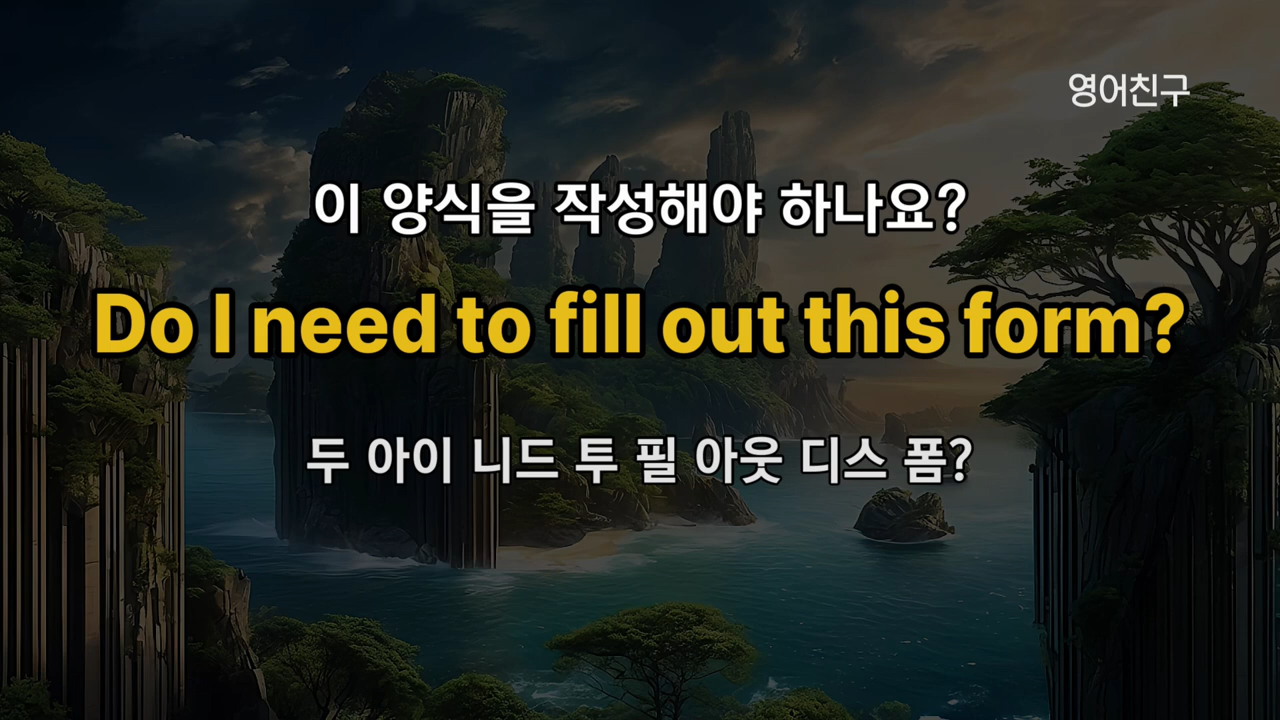 영어친구
이 양식을 작성해야 하나요?
Do I need to fill out this form?
두 아이 니드 투 필 아웃 디스 폼?